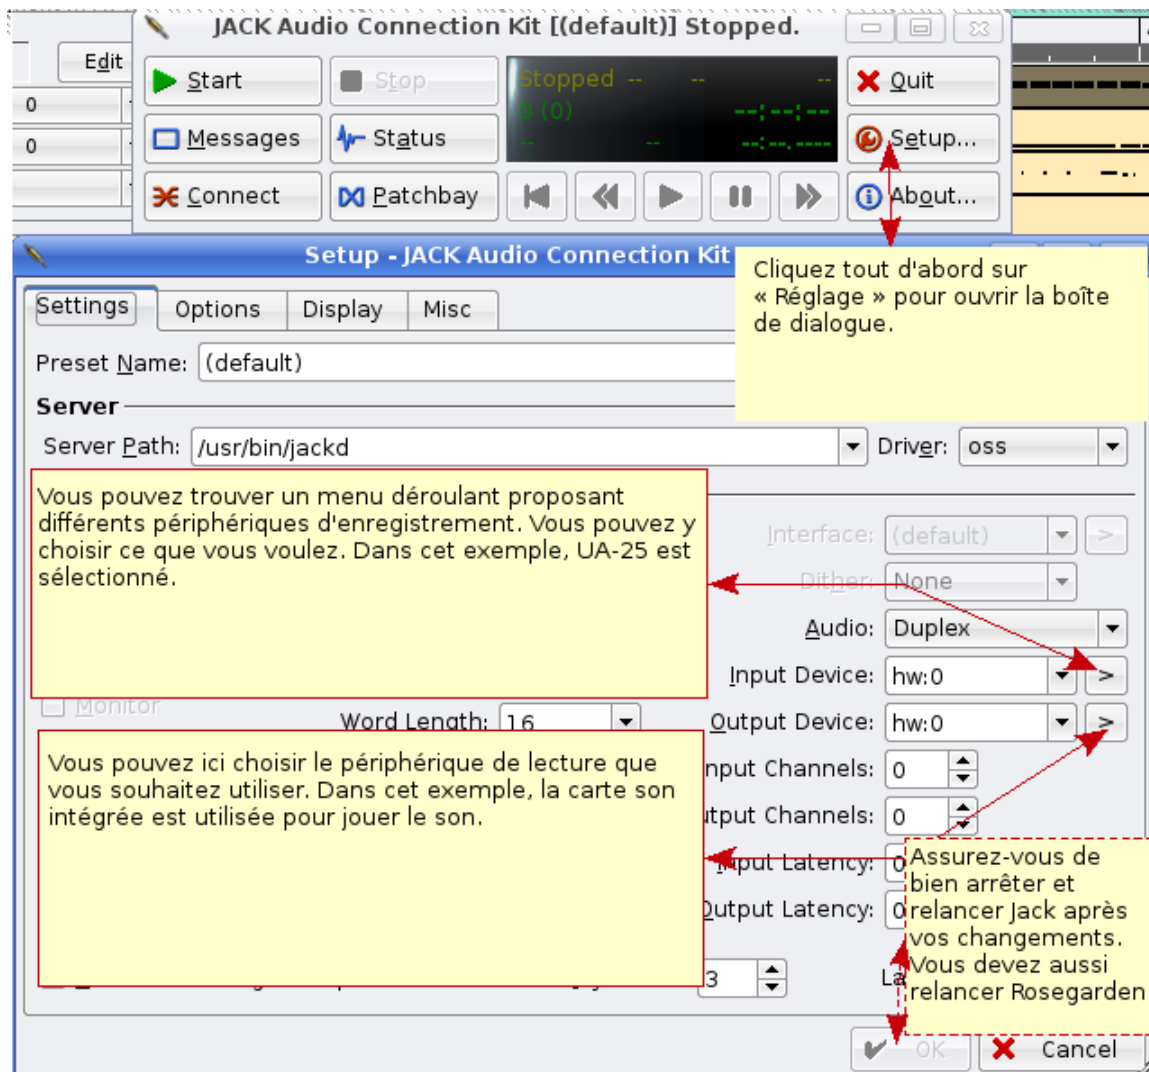 JACK Audio Connection Kit [(default)] Stopped.
Edit
Start
Stop
Stopped -- -- --
Quit
0
0 (0) --:--:--
Messages
Status
-- -- --:--.----
Setup...
0
Connect
Patchbay
About...
Setup - JACK Audio Connection Kit
Cliquez tout d'abord sur
« Réglage » pour ouvrir la boîte
de dialogue.
Settings
Options
Display
Misc
Preset Name: (default)
Server
Server Path: /usr/bin/jackd
Driver: oss
Vous pouvez trouver un menu déroulant proposant
différents périphériques d'enregistrement. Vous pouvez y
choisir ce que vous voulez. Dans cet exemple, UA-25 est
sélectionné.
Interface: (default) >
Dither: None
Audio: Duplex
Input Device: hw:0 >
Monitor
Word Length: 16
Output Device: hw:0 >
Vous pouvez ici choisir le périphérique de lecture que
vous souhaitez utiliser. Dans cet exemple, la carte son
intégrée est utilisée pour jouer le son.
nput Channels: 0
utput Channels: 0
Input Latency: 0
Output Latency: 0
Assurez-vous de
bien arrêter et
relancer Jack après
vos changements.
Vous devez aussi
relancer Rosegarden
3
La
OK
Cancel